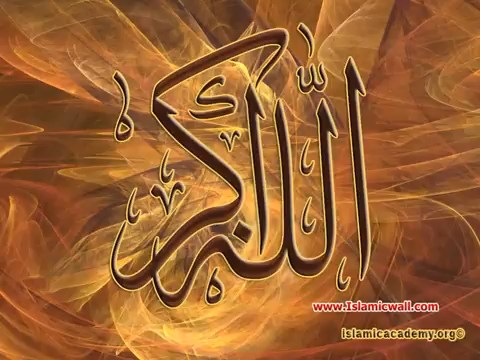 الله أكبر
www.Islamicwall.com
islamicacademy.org©